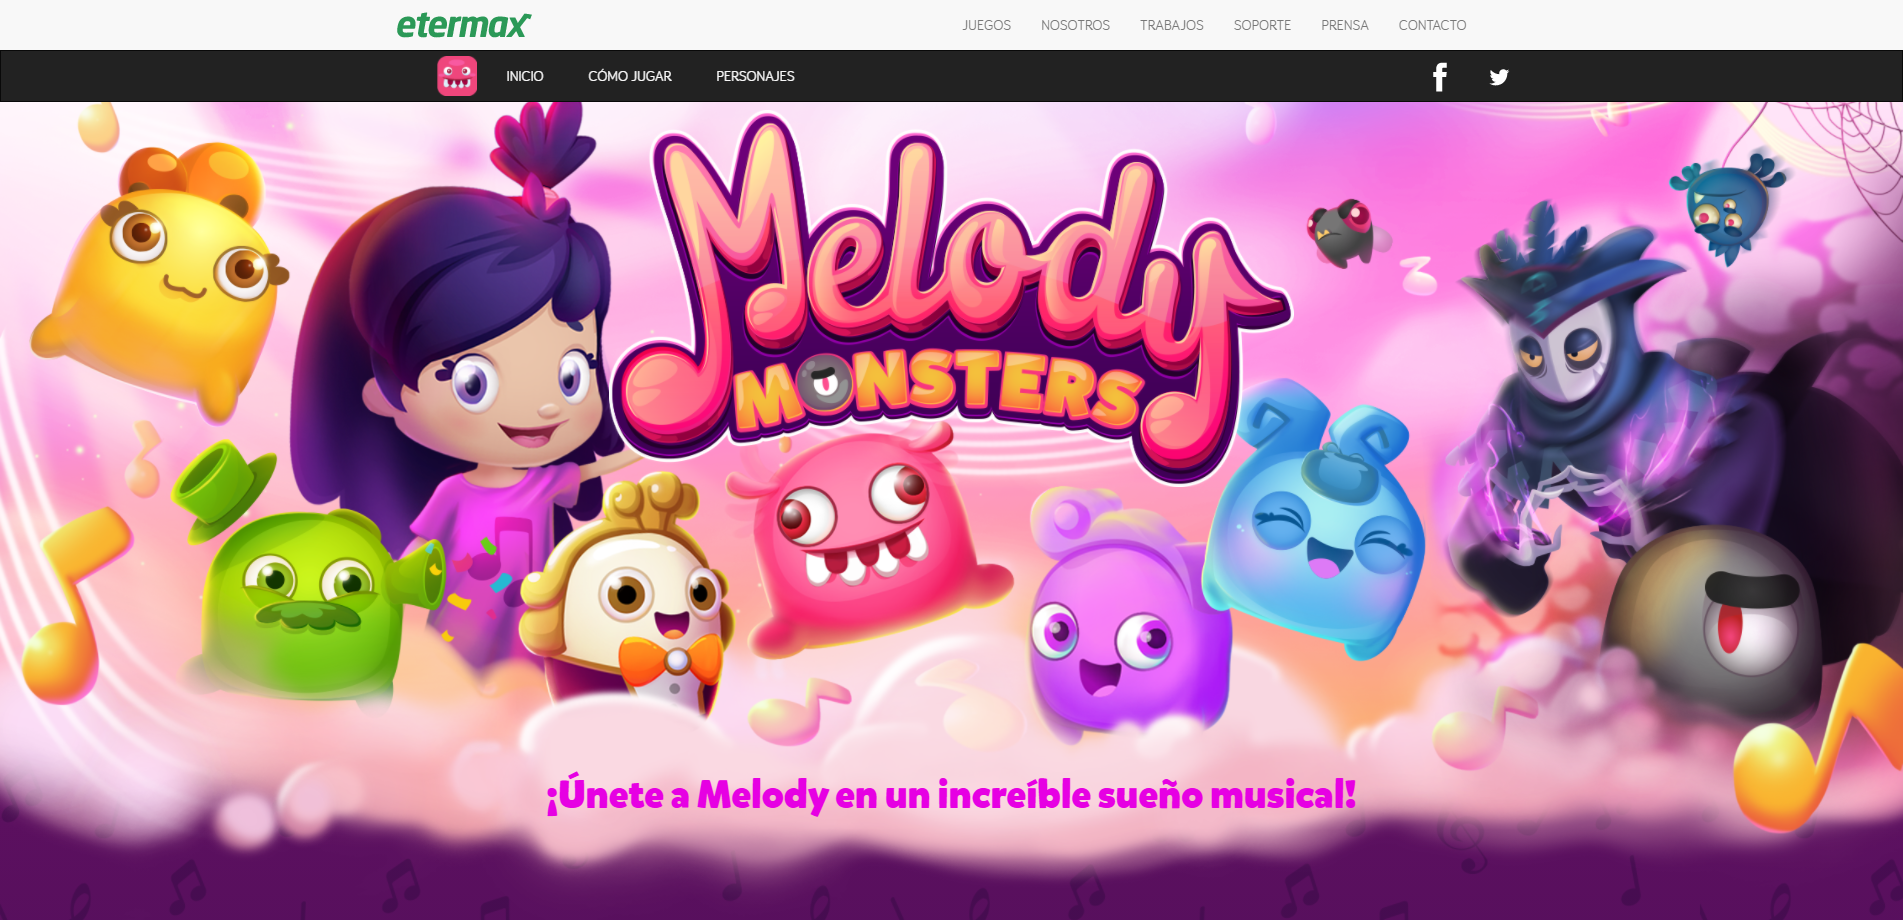 etermax
JUEGOS NOSOTROS TRABAJOS SOPORTE PRENSA CONTACTO
INICIO CÓMO JUGAR PERSONAJES
Melody
MONSTERS
¡Únete a Melody en un increíble sueño musical!